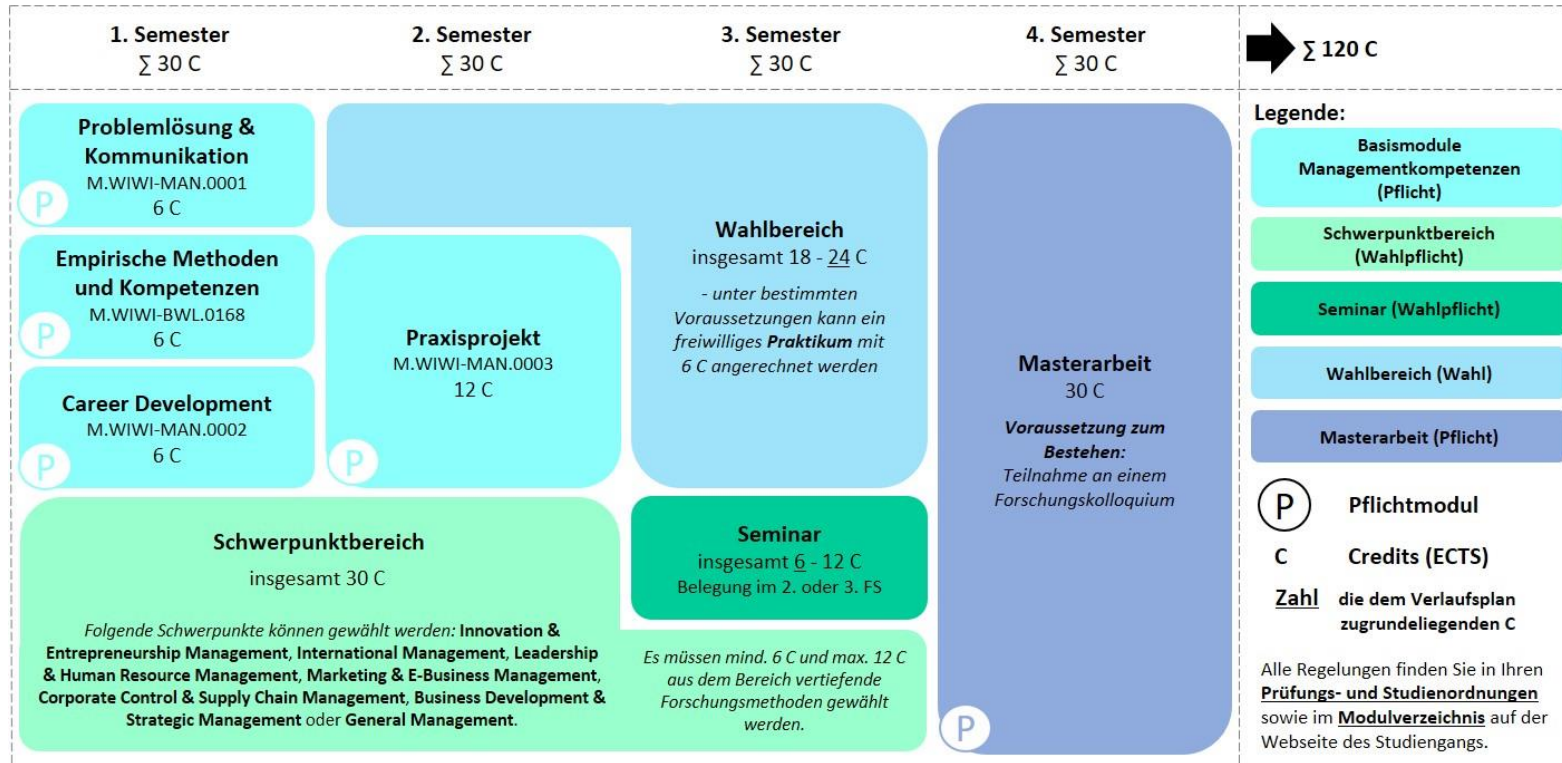 1. Semester
∑ 30 C
2. Semester
∑ 30 C
3. Semester
∑ 30 C
4. Semester
∑ 30 C
∑ 120 C
Problemlösung &
Kommunikation
M.WIWI-MAN.0001
6 C
P
Empirische Methoden
und Kompetenzen
M.WIWI-BWL.0168
6 C
P
Career Development
M.WIWI-MAN.0002
6 C
P
Praxisprojekt
M.WIWI-MAN.0003
12 C
P
Wahlbereich
insgesamt 18 - 24 C
- unter bestimmten
Voraussetzungen kann ein
freiwilliges Praktikum mit
6 C angerechnet werden
Schwerpunktbereich
insgesamt 30 C
Folgende Schwerpunkte können gewählt werden: Innovation &
Entrepreneurship Management, International Management, Leadership
& Human Resource Management, Marketing & E-Business Management,
Corporate Control & Supply Chain Management, Business Development &
Strategic Management oder General Management.
Seminar
insgesamt 6 - 12 C
Belegung im 2. oder 3. FS
Es müssen mind. 6 C und max. 12 C
aus dem Bereich vertiefende
Forschungsmethoden gewählt
werden.
Masterarbeit
30 C
Voraussetzung zum
Bestehen:
Teilnahme an einem
Forschungskolloquium
P
Legende:
Basismodule
Managementkompetenzen
(Pflicht)
Schwerpunktbereich
(Wahlpflicht)
Seminar (Wahlpflicht)
Wahlbereich (Wahl)
Masterarbeit (Pflicht)
P Pflichtmodul
C Credits (ECTS)
Zahl die dem Verlaufsplan
zugrundeliegenden C
Alle Regelungen finden Sie in Ihren
Prüfungs- und Studienordnungen
sowie im Modulverzeichnis auf der
Webseite des Studiengangs.